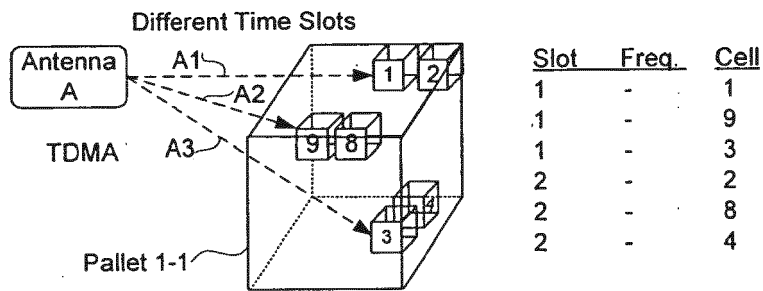 Different Time Slots
Antenna
A
A1
A2
A3
TDMA
1 2
9 8
4
3
Pallet 1-1
Slot Freq. Cell
1 - 1
1 - 9
1 - 3
2 - 2
2 - 8
2 - 4